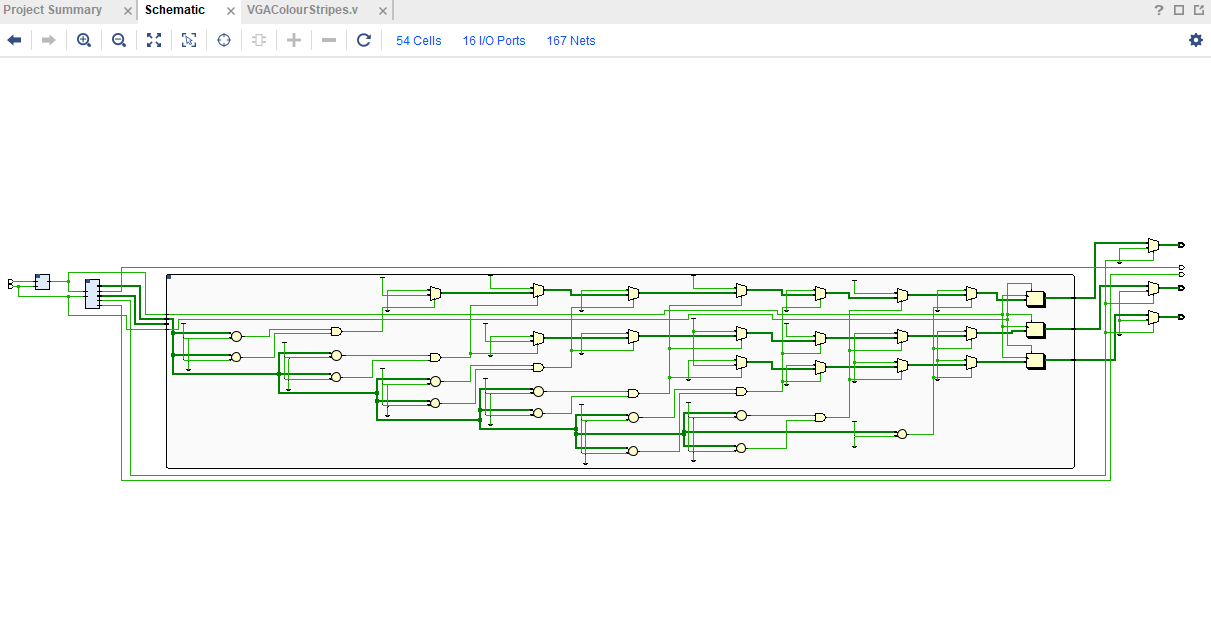 Project Summary
Schematic
VGAColourStripes.v
54 Cells
16 I/O Ports
167 Nets